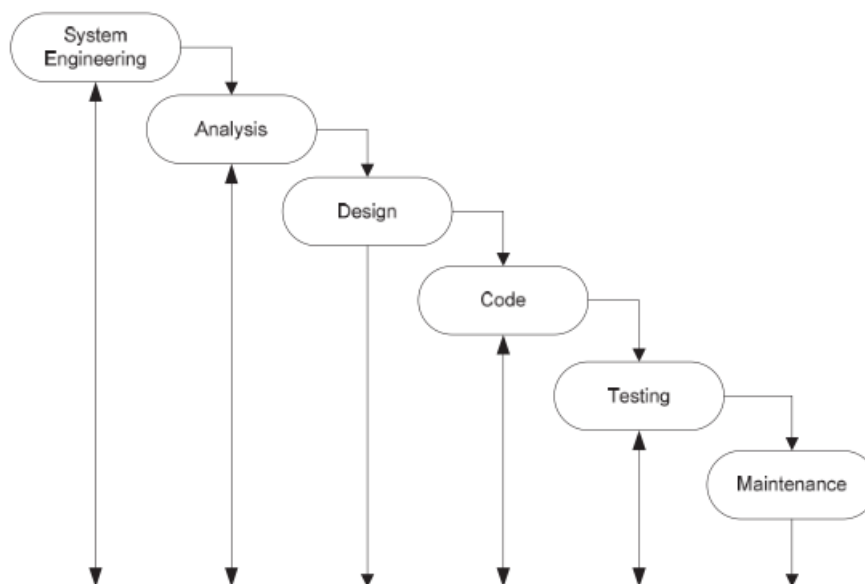 System
Engineering
Analysis
Design
Code
Testing
Maintenance